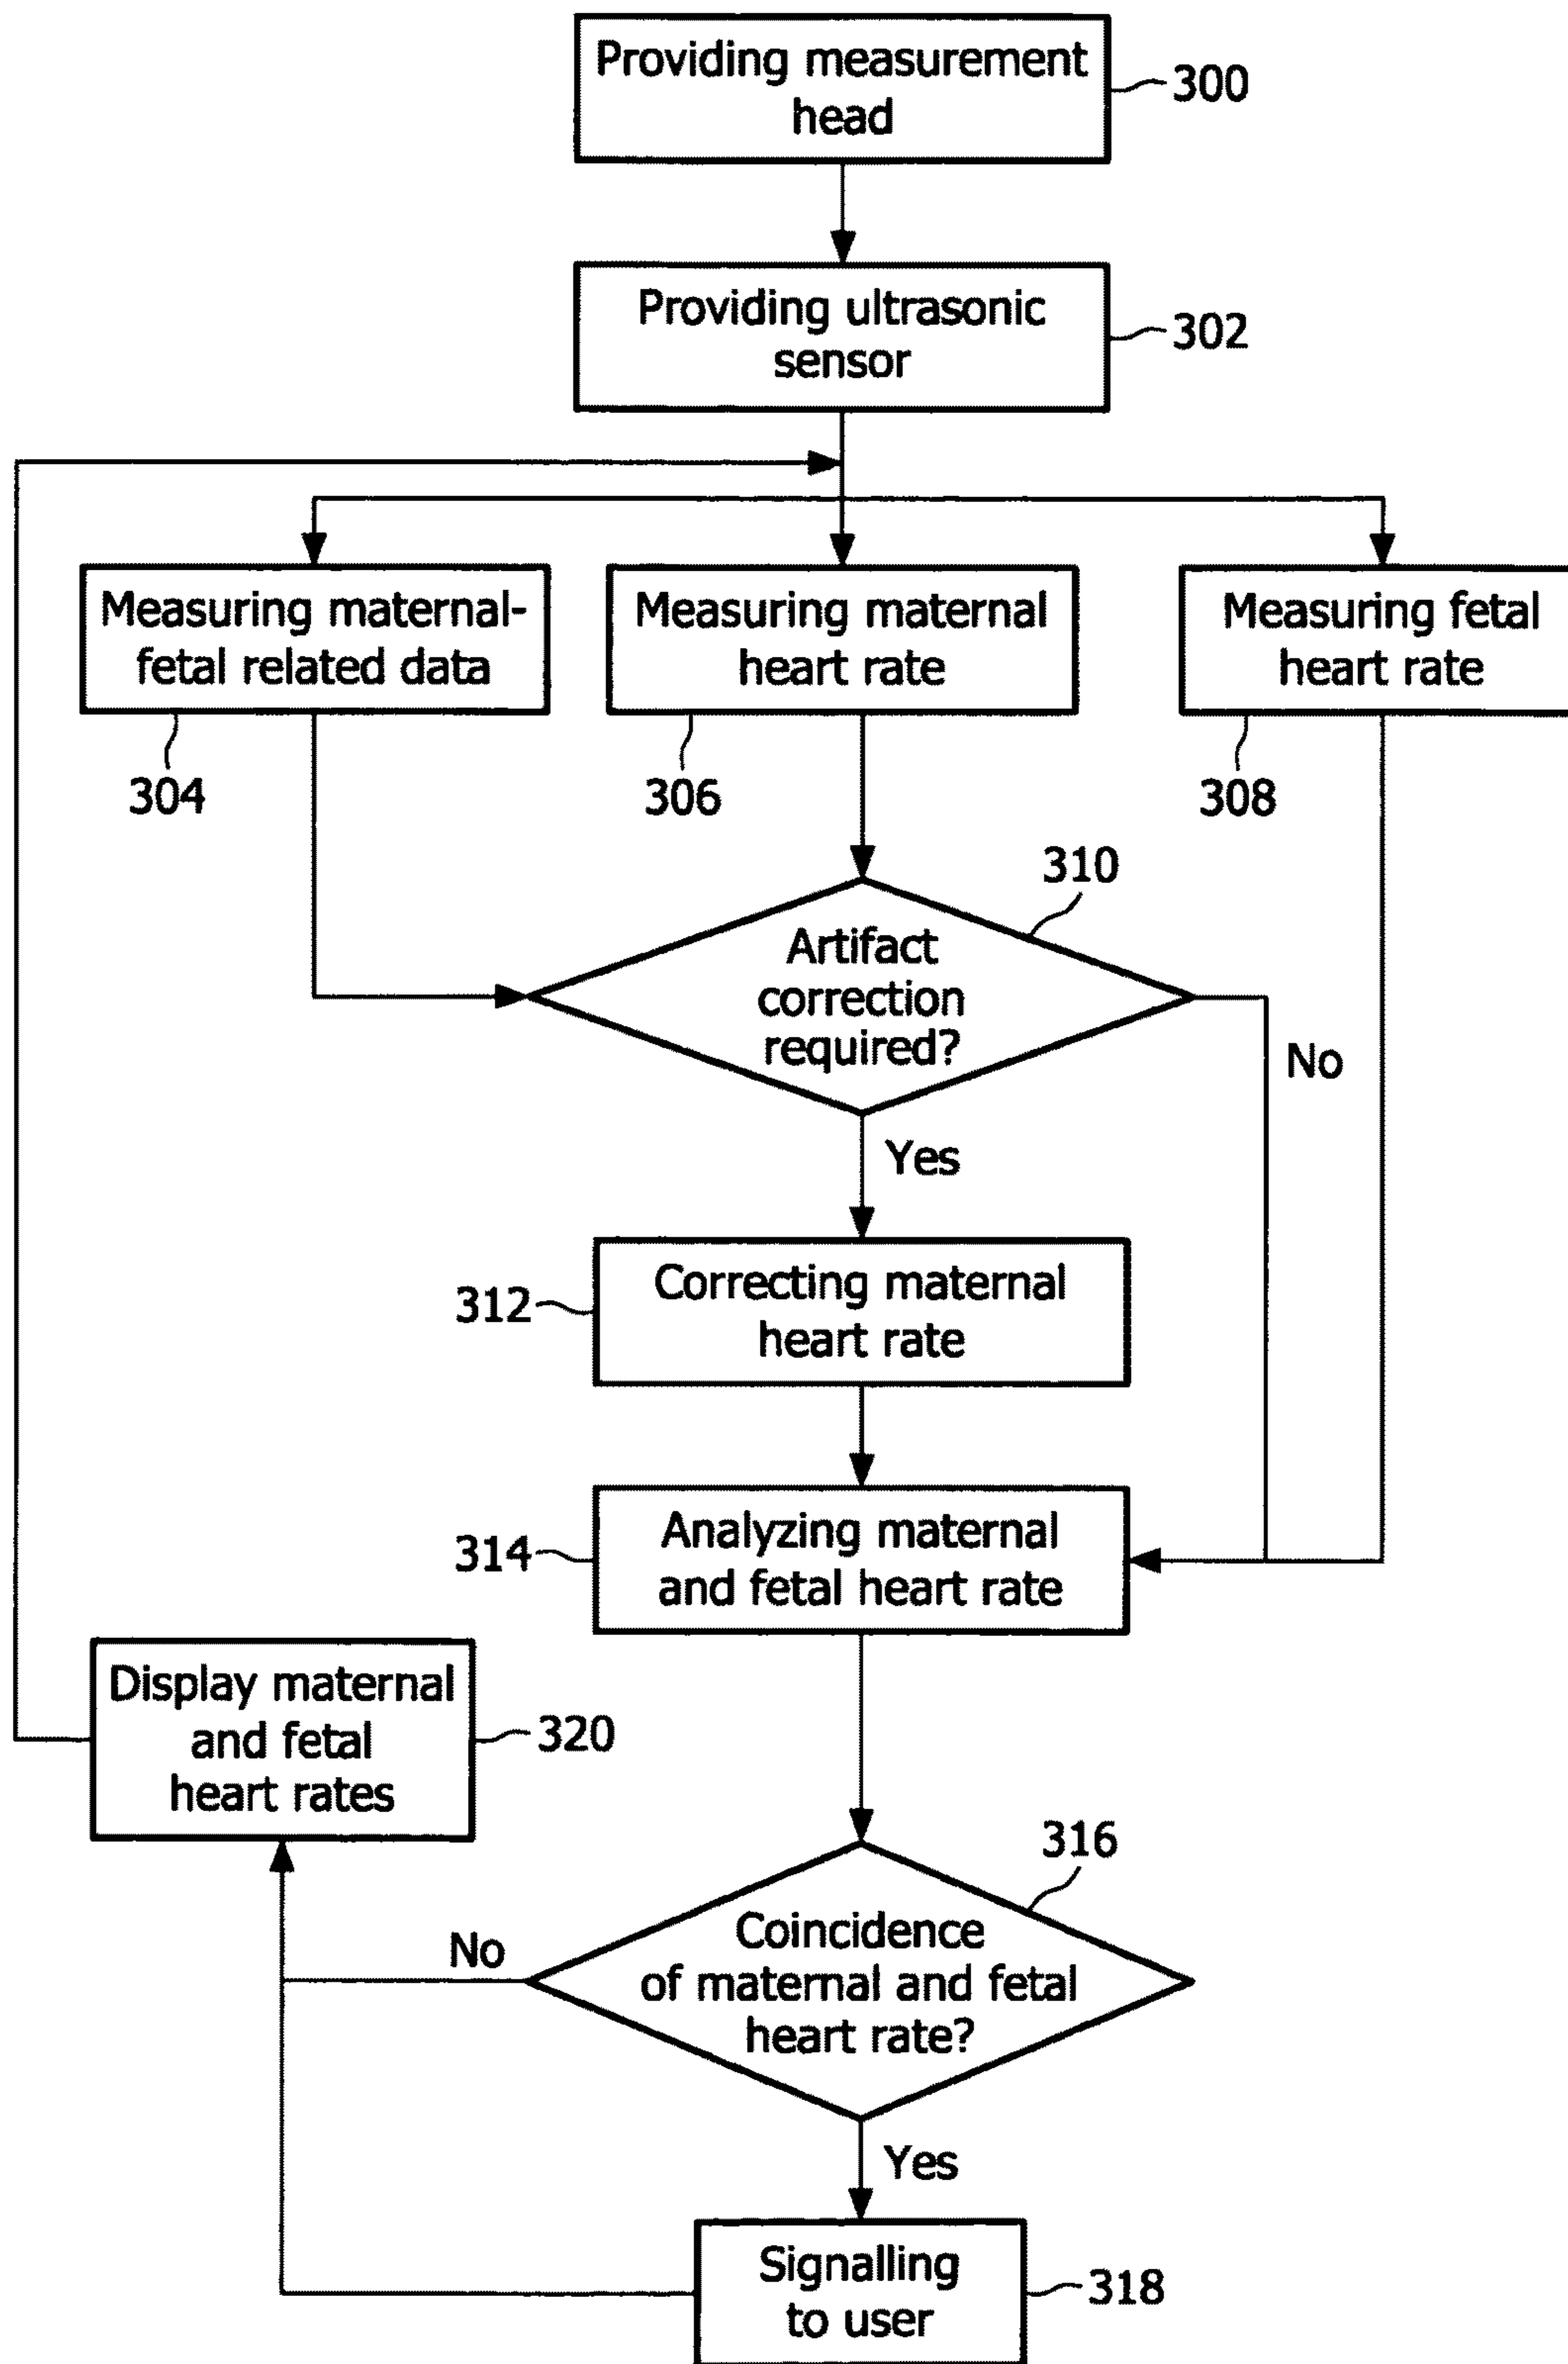 Providing measurement
head
300
Providing ultrasonic
sensor
302
Measuring maternal-
fetal related data
304
Measuring maternal
heart rate
306
Measuring fetal
heart rate
308
310
Artifact
correction
required?
No
Yes
312
Correcting maternal
heart rate
314
Analyzing maternal
and fetal heart rate
Display maternal
and fetal
heart rates
320
316
Coincidence
of maternal and fetal
heart rate?
No
Yes
Signalling
to user
318